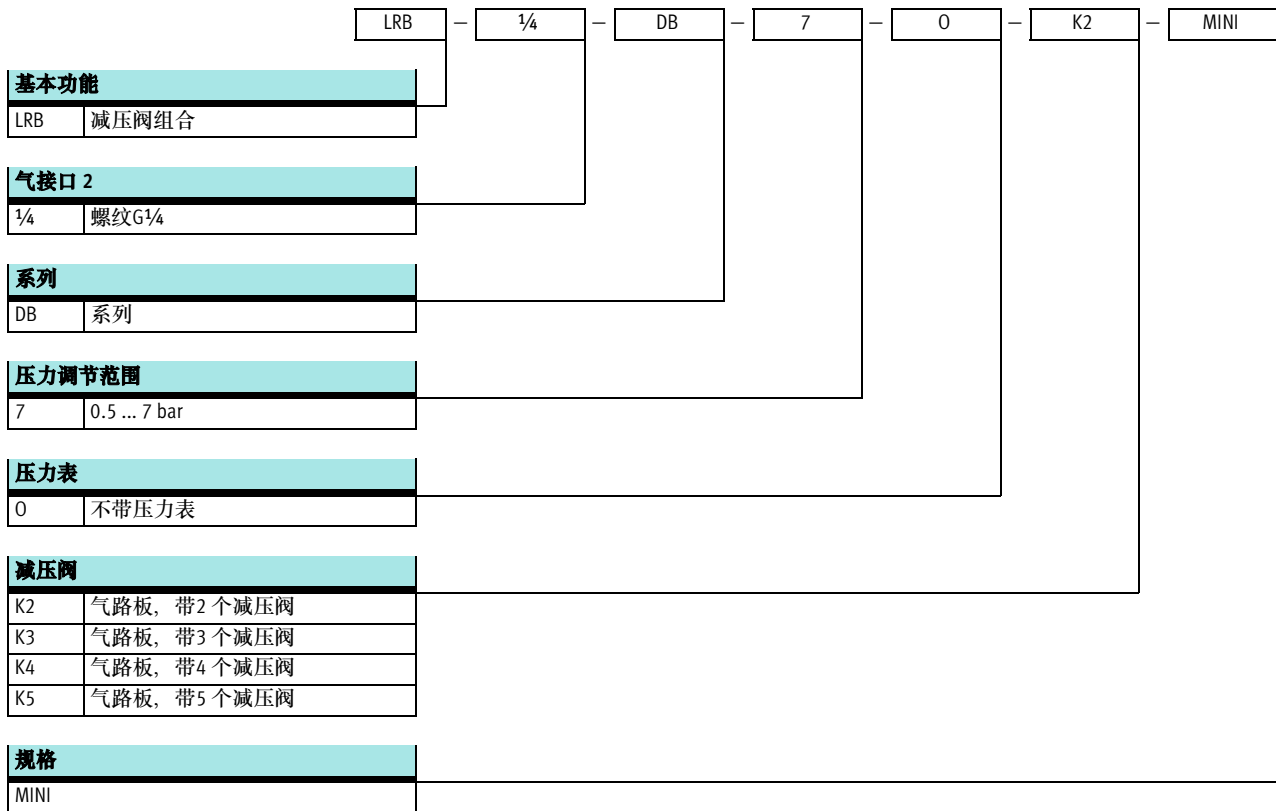 LRB – ¼ – DB – 7 – O – K2 – MINI
基本功能
LRB 减压阀组合
气接口 2
¼ 螺纹G¼
系列
DB 系列
压力调节范围
7 0.5 ... 7 bar
压力表
O 不带压力表
减压阀
K2 气路板，带2 个减压阀
K3 气路板，带3 个减压阀
K4 气路板，带4 个减压阀
K5 气路板，带5 个减压阀
规格
MINI